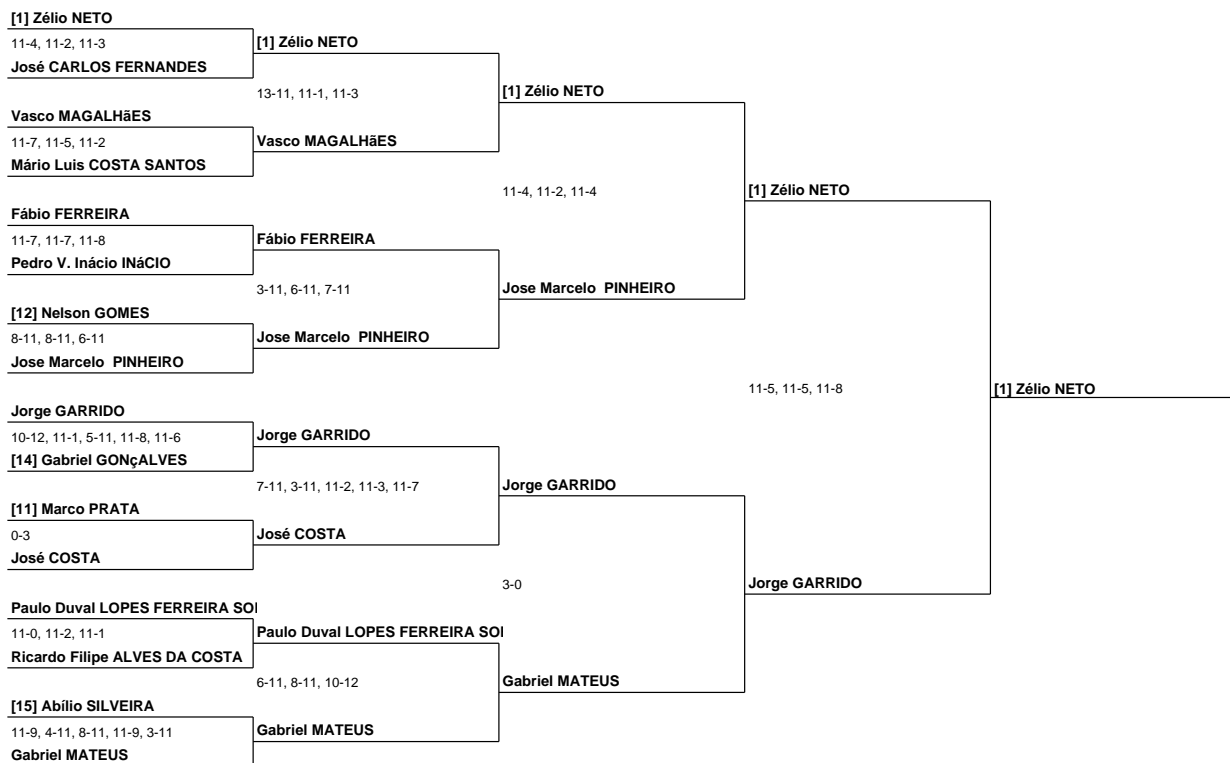 [1] Zélio NETO
11-4, 11-2, 11-3
[1] Zélio NETO
José CARLOS FERNANDES
13-11, 11-1, 11-3
[1] Zélio NETO
Vasco MAGALHãES
11-7, 11-5, 11-2
Vasco MAGALHãES
Mário Luis COSTA SANTOS
11-4, 11-2, 11-4
[1] Zélio NETO
Fábio FERREIRA
11-7, 11-7, 11-8
Fábio FERREIRA
Pedro V. Inácio INáCIO
3-11, 6-11, 7-11
Jose Marcelo PINHEIRO
[12] Nelson GOMES
8-11, 8-11, 6-11
Jose Marcelo PINHEIRO
Jose Marcelo PINHEIRO
11-5, 11-5, 11-8
[1] Zélio NETO
Jorge GARRIDO
10-12, 11-1, 5-11, 11-8, 11-6
Jorge GARRIDO
[14] Gabriel GONçALVES
7-11, 3-11, 11-2, 11-3, 11-7
Jorge GARRIDO
[11] Marco PRATA
0-3
José COSTA
José COSTA
3-0
Jorge GARRIDO
Paulo Duval LOPES FERREIRA SO
11-0, 11-2, 11-1
Paulo Duval LOPES FERREIRA SO
Ricardo Filipe ALVES DA COSTA
6-11, 8-11, 10-12
Gabriel MATEUS
[15] Abílio SILVEIRA
11-9, 4-11, 8-11, 11-9, 3-11
Gabriel MATEUS
Gabriel MATEUS